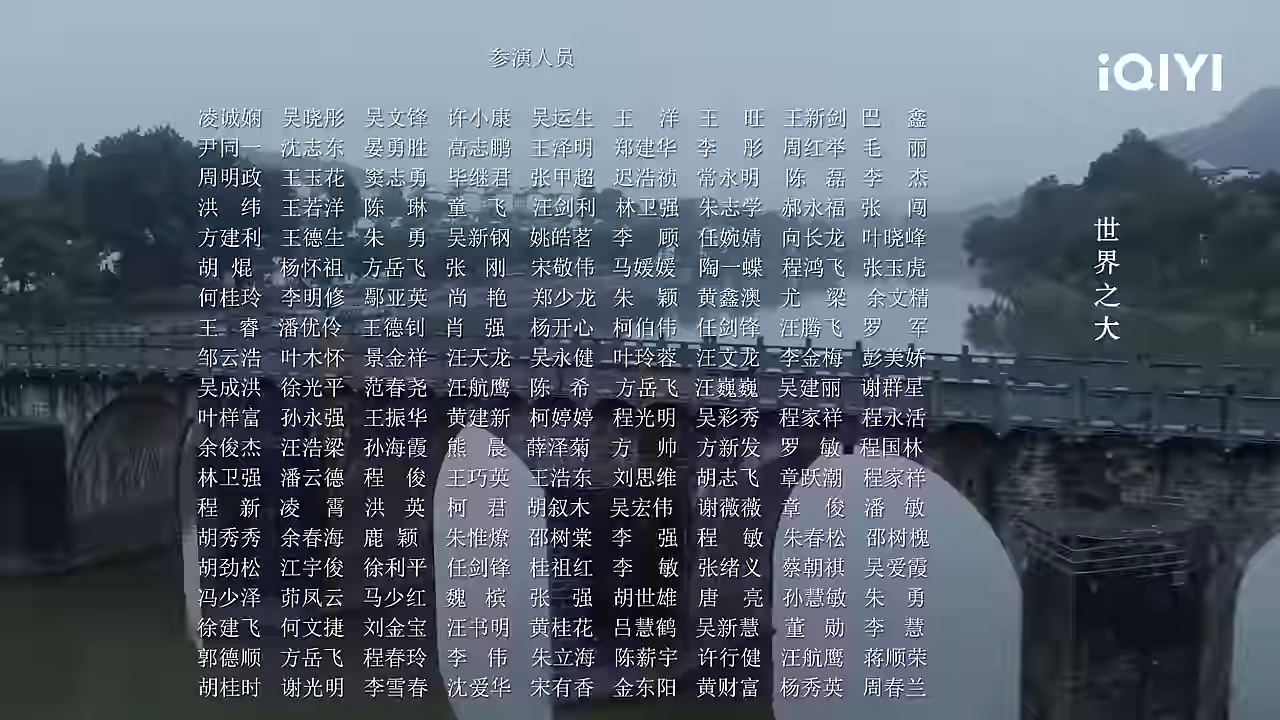 参演人员
iQIYI
凌诚娴 吴晓彤 吴文锋 许小康 吴运生 王 洋 王 旺 王新剑 巴 鑫
尹同一 沈志东 晏勇胜 高志鹏 王泽明 郑建华 李 彤 周红举 毛 丽
周明政 王玉花 窦志勇 毕继君 张甲超 迟浩祯 常永明 陈 磊 李 杰
洪 纬 王若洋 陈 琳 童 飞 汪剑利 林卫强 朱志学 郝永福 张 闯
方建利 王德生 朱 勇 吴新钢 姚皓茗 李 顾 任婉婧 向长龙 叶晓峰
胡 焜 杨怀祖 方岳飞 张 刚 宋敬伟 马媛媛 陶一蝶 程鸿飞 张玉虎
何桂玲 李明修 鄢亚英 尚 艳 郑少龙 朱 颖 黄鑫澳 尤 梁 余文精
王 睿 潘优伶 王德钊 肖 强 杨开心 柯伯伟 任剑锋 汪腾飞 罗 军
邹云浩 叶木怀 景金祥 汪天龙 吴永健 叶玲蓉 汪文龙 李金梅 彭美娇
吴成洪 徐光平 范春尧 汪航鹰 陈 希 方岳飞 汪巍巍 吴建丽 谢群星
叶样富 孙永强 王振华 黄建新 柯婷婷 程光明 吴彩秀 程家祥 程永活
余俊杰 汪浩梁 孙海霞 熊 晨 薛泽菊 方 帅 方新发 罗 敏 程国林
林卫强 潘云德 程 俊 王巧英 王浩东 刘思维 胡志飞 章跃潮 程家祥
程 新 凌 霄 洪 英 柯 君 胡叙木 吴宏伟 谢薇薇 章 俊 潘 敏
胡秀秀 余春海 鹿 颖 朱惟燎 邵树棠 李 强 程 敏 朱春松 邵树槐
胡劲松 江宇俊 徐利平 任剑锋 桂祖红 李 敏 张绪义 蔡朝祺 吴爱霞
冯少泽 茆凤云 马少红 魏 槟 张 强 胡世雄 唐 亮 孙慧敏 朱 勇
徐建飞 何文捷 刘金宝 汪书明 黄桂花 吕慧鹤 吴新慧 董 勋 李 慧
郭德顺 方岳飞 程春玲 李 伟 朱立海 陈薪宇 许行健 汪航鹰 蒋顺荣
胡桂时 谢光明 李雪春 沈爱华 宋有香 金东阳 黄财富 杨秀英 周春兰
世界之大